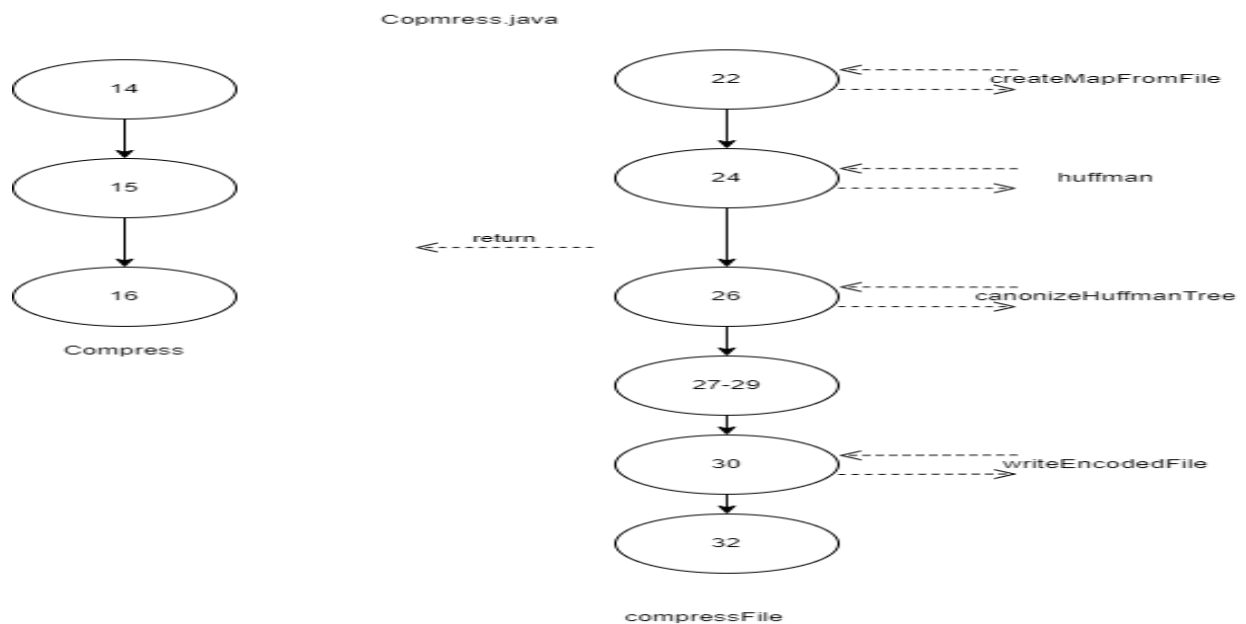 Copmress.java
14
22
createMapFromFile
15
24
huffman
return
16
26
canonizeHuffmanTree
Compress
27-29
30
writeEncodedFile
32
compressFile